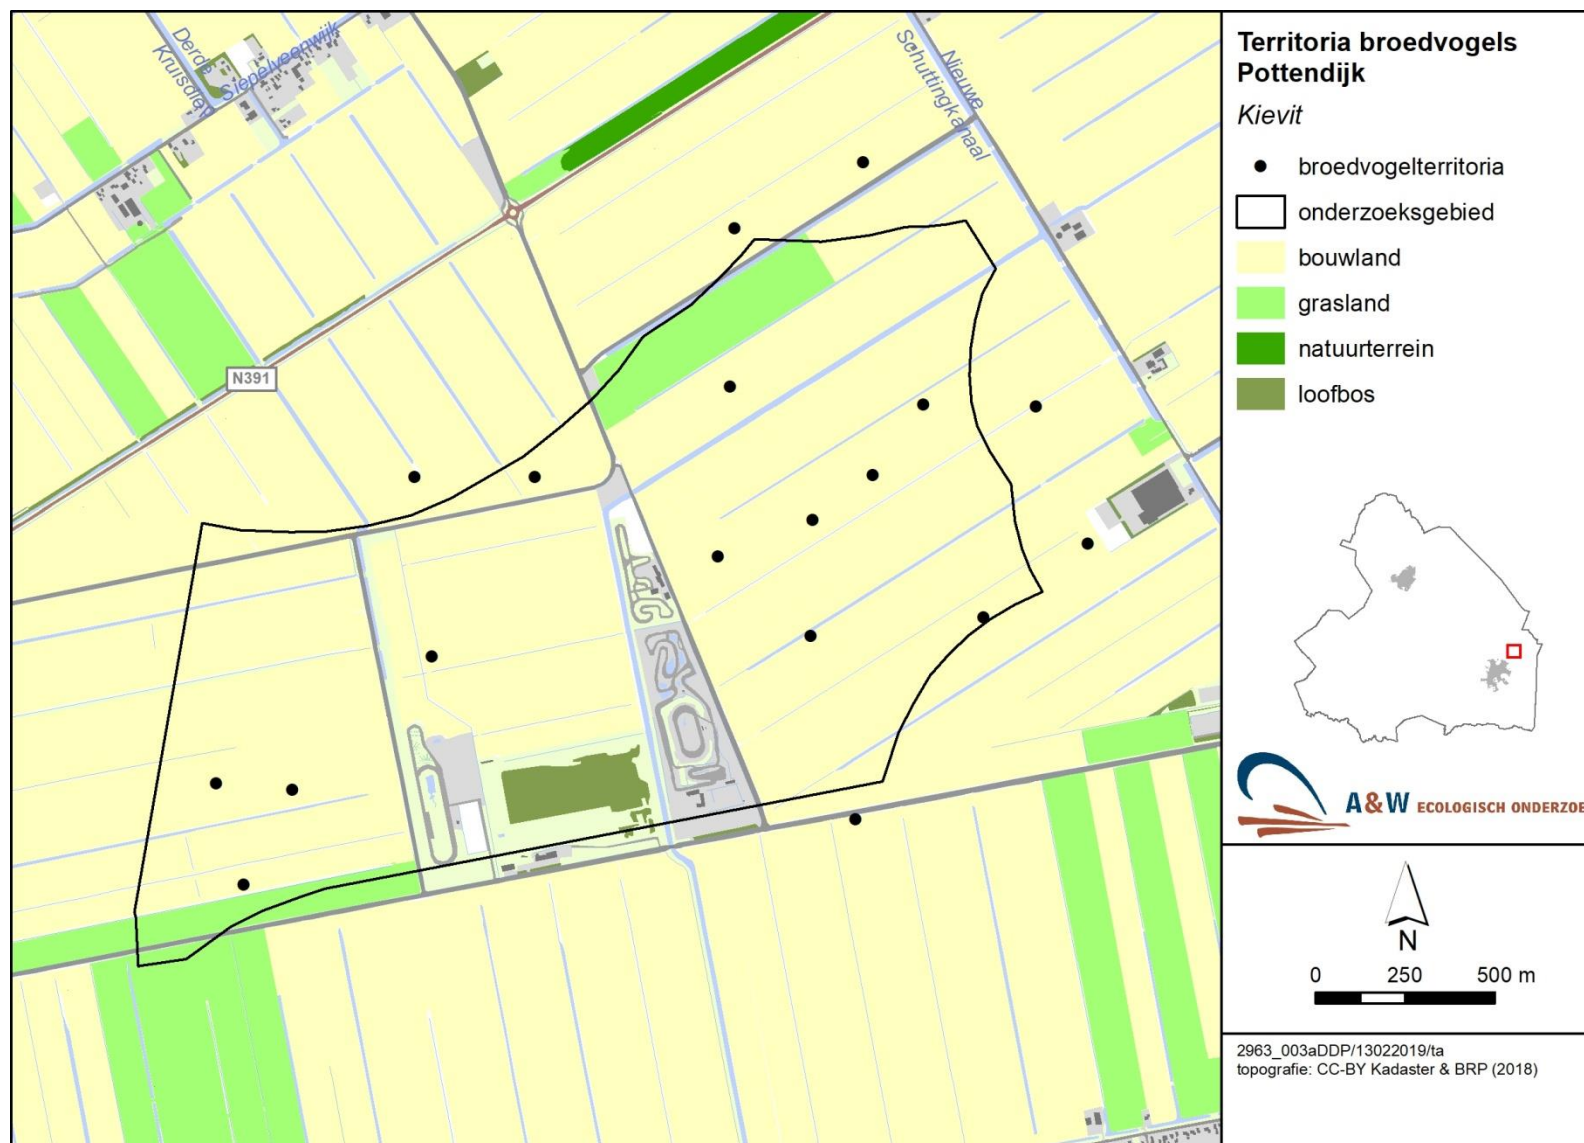 Derde
Kruisdiep
Siepelveenwijk
Nieuwe
Schuttingkanaal
N391
Territoria broedvogels
Pottendijk
Kievit
broedvogelterritoria
onderzoeksgebied
bouwland
grasland
natuurterrein
loofbos
A&W ECOLOGISCH ONDERZOE
N
0 250 500 m
2963_003aDDP/13022019/ta
topografie: CC-BY Kadaster & BRP (2018)